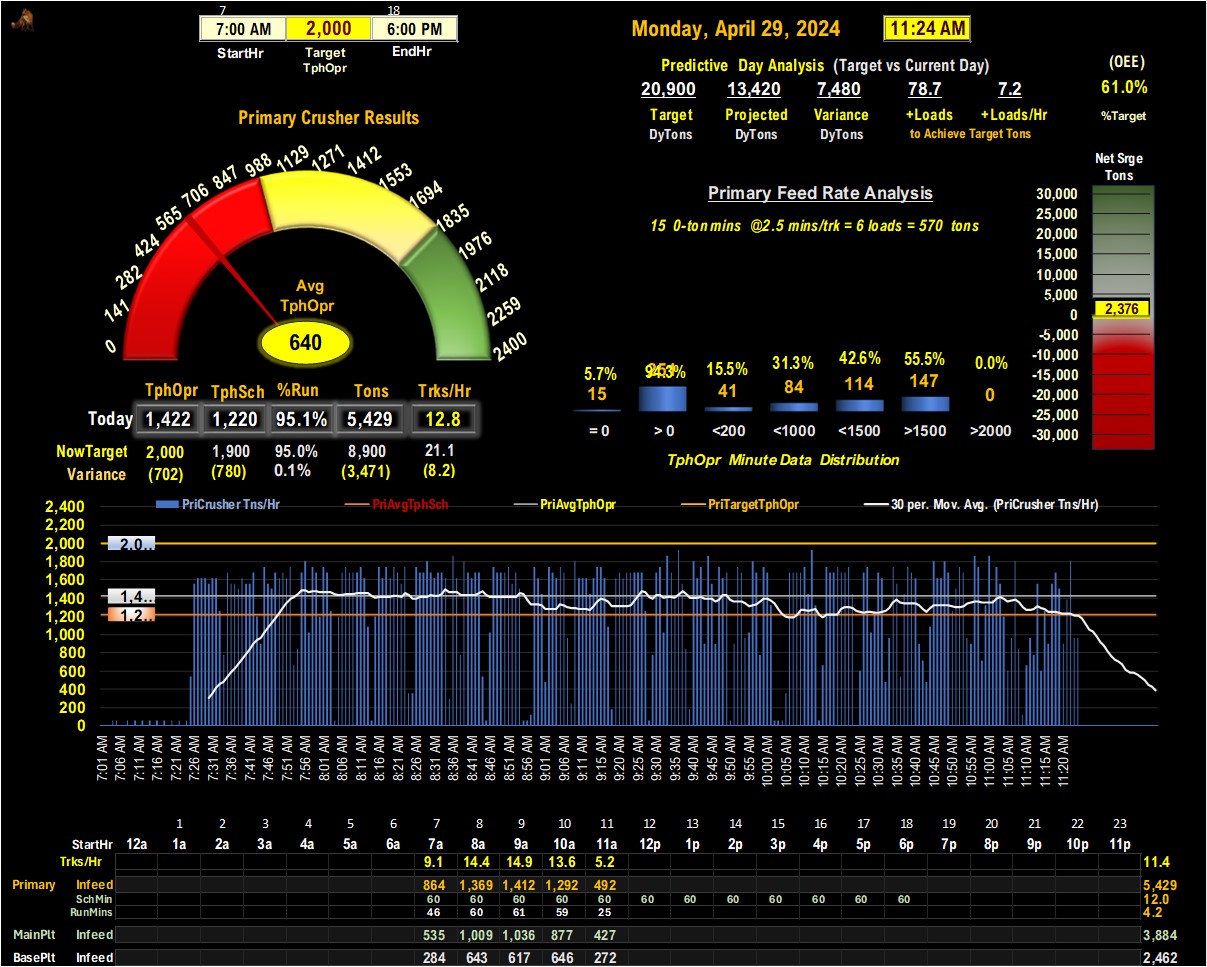 7 18
7:00 AM 2,000 6:00 PM
StartHr Target TphOpr EndHr
Monday, April 29, 2024 11:24 AM
Predictive Day Analysis (Target vs Current Day)
20,900 13,420 7,480 78.7 7.2
Target Projected Variance +Loads +Loads/Hr
DyTons DyTons DyTons to Achieve Target Tons
(OEE)
61.0%
%Target
Primary Crusher Results
0 141 282 424 565 706 847 988 1129 1271 1412 1553 1694 1835 1976 2118 2259 2400
Avg
TphOpr
640
TphOpr TphSch %Run Tons Trks/Hr
Today 1,422 1,220 95.1% 5,429 12.8
NowTarget 2,000 1,900 95.0% 8,900 21.1
Variance (702) (780) 0.1% (3,471) (8.2)
Primary Feed Rate Analysis
15 0-ton mins @2.5 mins/trk = 6 loads = 570 tons
5.7% 94.3% 15.5% 31.3% 42.6% 55.5% 0.0%
15 41 84 114 147 0
= 0 > 0 <200 <1000 <1500 >1500 >2000
TphOpr Minute Data Distribution
Net Srge
Tons
30,000
25,000
20,000
15,000
10,000
5,000
0 2,376
-5,000
-10,000
-15,000
-20,000
-25,000
-30,000
PriCrusher Tns/Hr PriAvgTphSch PriAvgTphOpr PriTargetTphOpr 30 per. Mov. Avg. (PriCrusher Tns/Hr)
2,400
2,200
2,000 2,0..
1,800
1,600
1,400 1,4..
1,200 1,2..
1,000
800
600
400
200
0
7:01 AM 7:06 AM 7:11 AM 7:16 AM 7:21 AM 7:26 AM 7:31 AM 7:36 AM 7:41 AM 7:46 AM 7:51 AM 7:56 AM 8:01 AM 8:06 AM 8:11 AM 8:16 AM 8:21 AM 8:26 AM 8:31 AM 8:36 AM 8:41 AM 8:46 AM 8:51 AM 8:56 AM 9:01 AM 9:06 AM 9:11 AM 9:15 AM 9:20 AM 9:25 AM 9:30 AM 9:35 AM 9:40 AM 9:45 AM 9:50 AM 9:55 AM 10:00 AM 10:05 AM 10:10 AM 10:15 AM 10:20 AM 10:25 AM 10:30 AM 10:35 AM 10:40 AM 10:45 AM 10:50 AM 10:55 AM 11:00 AM 11:05 AM 11:10 AM 11:15 AM 11:20 AM
1 2 3 4 5 6 7 8 9 10 11 12 13 14 15 16 17 18 19 20 21 22 23
StartHr 12a 1a 2a 3a 4a 5a 6a 7a 8a 9a 10a 11a 12p 1p 2p 3p 4p 5p 6p 7p 8p 9p 10p 11p
Trks/Hr 9.1 14.4 14.9 13.6 5.2 11.4
Primary Infeed 864 1,369 1,412 1,292 492 5,429
SchMin 60 60 60 60 60 60 60 60 60 60 60 60 12.0
RunMins 46 60 61 59 25 4.2
MainPlt Infeed 535 1,009 1,036 877 427 3,884
BasePlt Infeed 284 643 617 646 272 2,462